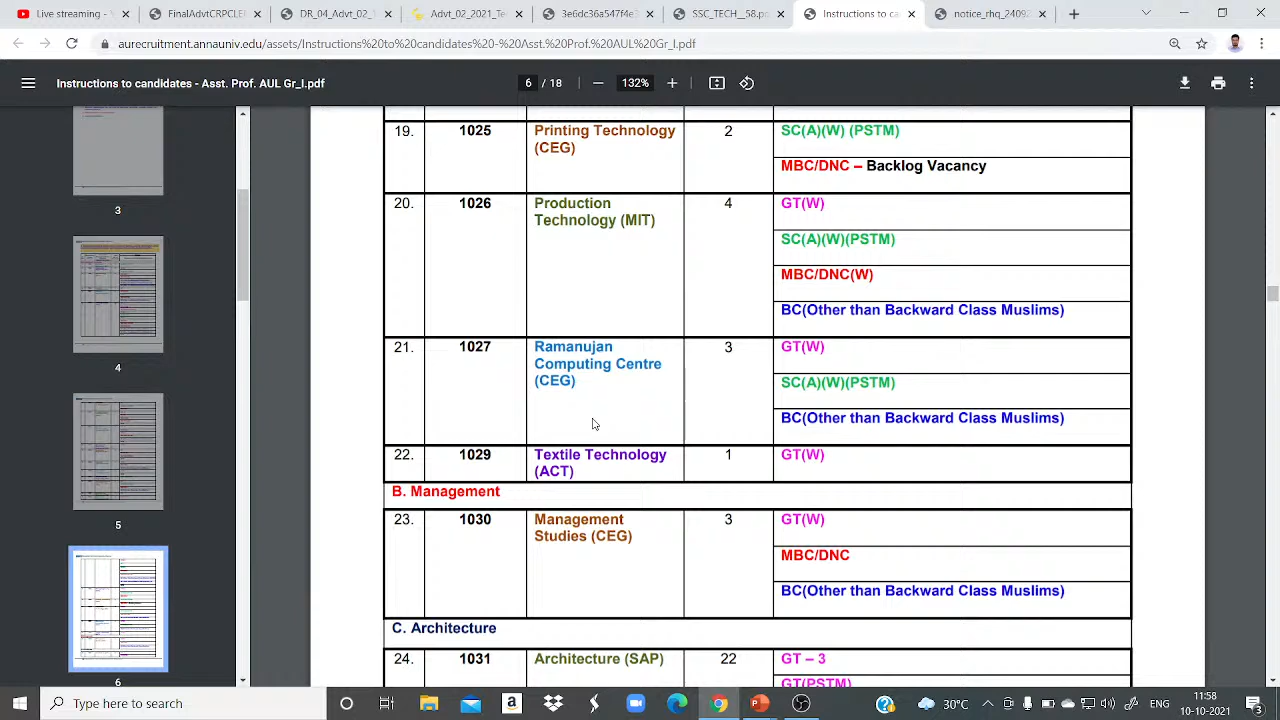 Live streaming -
FinalAdvtCRPCLE
DR_04_Advt_02_1
Advt_02_2021_Te
3e6dc36a547f4e3
SSC_11_58.p
Instructions to ca
Vacancy_rhq_2409
aurecruitment.annauniv.edu/assets/Instructions%20to%20candidates%20-%20Asst.%20Prof.%20AUL%20Gr_I.pdf
Instructions to candidates - Asst. Prof. AUL Gr_I.pdf
6 / 18
132%
3
4
5
6
19. 1025 Printing Technology 2 SC(A)(W) (PSTM)
(CEG)
MBC/DNC – Backlog Vacancy
20. 1026 Production 4 GT(W)
Technology (MIT)
SC(A)(W)(PSTM)
MBC/DNC(W)
BC(Other than Backward Class Muslims)
21. 1027 Ramanujan 3 GT(W)
Computing Centre
(CEG) SC(A)(W)(PSTM)
BC(Other than Backward Class Muslims)
22. 1029 Textile Technology 1 GT(W)
(ACT)
B. Management
23. 1030 Management 3 GT(W)
Studies (CEG)
MBC/DNC
BC(Other than Backward Class Muslims)
C. Architecture
24. 1031 Architecture (SAP) 22 GT – 3
GT(PSTM)
Type here to search
30°C
ENG
11:58
10-10-2021